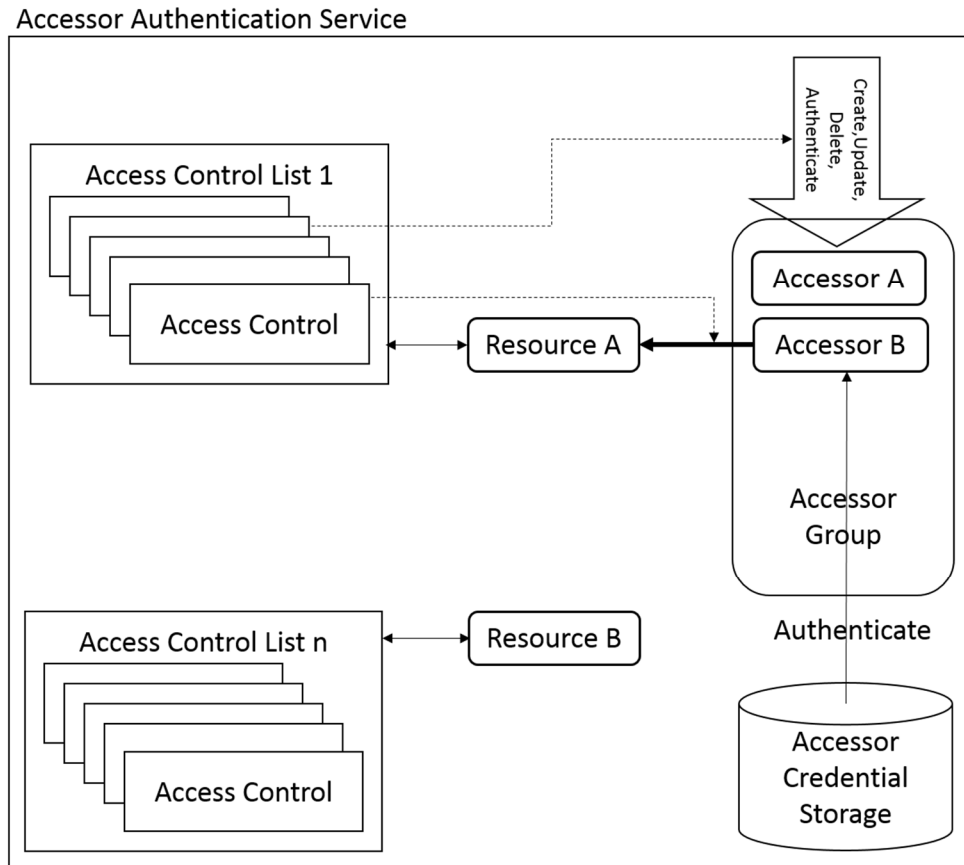 Accessor Authentication Service
Create,Update,
Delete,
Authenticate
Access Control List 1
Access Control
Resource A
Accessor A
Accessor B
Accessor
Group
Authenticate
Access Control List n
Access Control
Resource B
Accessor
Credential
Storage